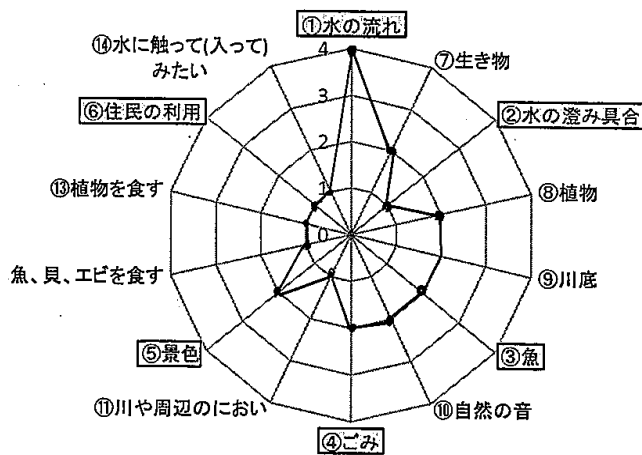 ①水の流れ
⑭水に触って(入って)
みたい
⑦生き物
⑥住民の利用
②水の澄み具合
⑬植物を食す
⑧植物
魚、貝、エビを食す
⑨川底
⑤景色
③魚
⑪川や周辺のにおい
⑩自然の音
④ごみ
4
3
2
1
0